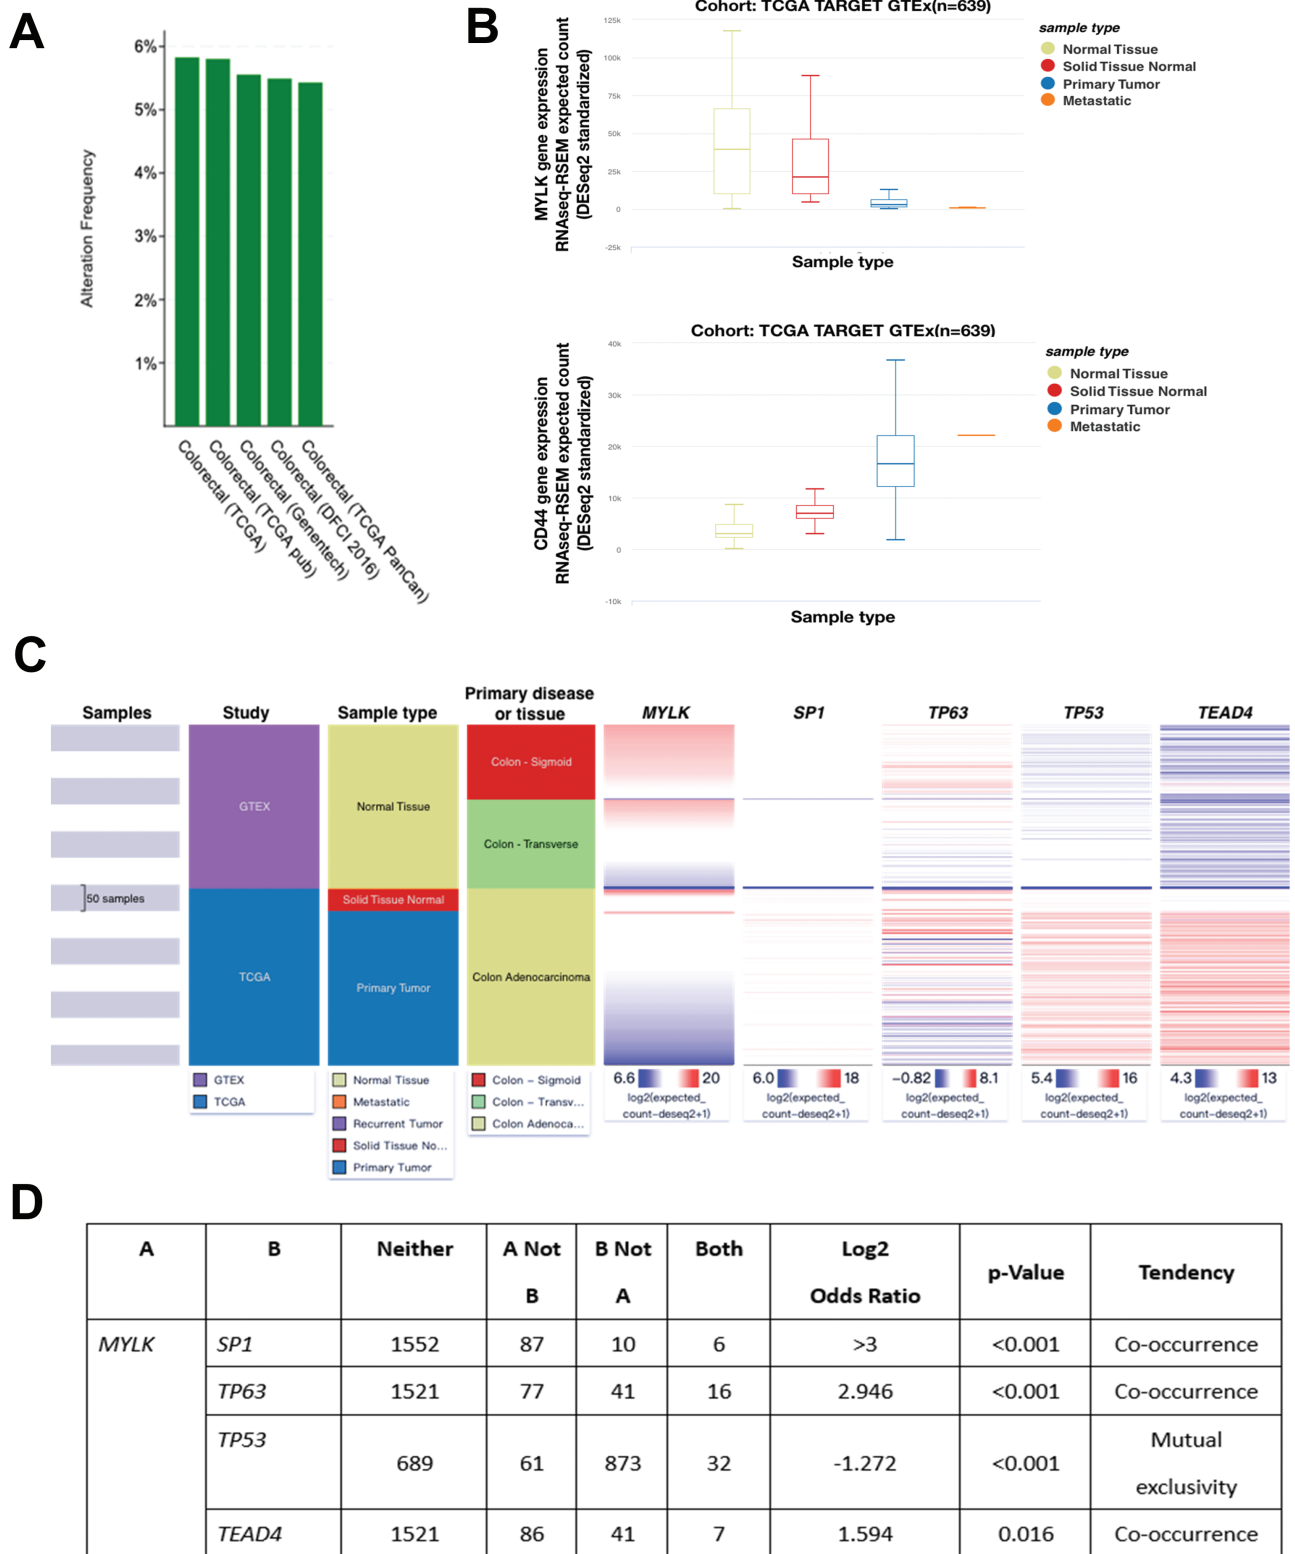 A
6%
5%
4%
3%
2%
1%
Alteration Frequency
Colorectal (TCGA)
Colorectal (TCGA pub)
Colorectal (Genentech)
Colorectal (DFCI 2016)
Colorectal (TCGA PanCan)
B
Cohort: TCGA TARGET GTEx(n=639)
MYLK gene expression
RNAseq-RSEM expected count
(DESeq2 standardized)
125k
100k
75k
50k
25k
0
-25k
Sample type
sample type
Normal Tissue
Solid Tissue Normal
Primary Tumor
Metastatic
Cohort: TCGA TARGET GTEx(n=639)
CD44 gene expression
RNAseq-RSEM expected count
(DESeq2 standardized)
40k
30k
20k
10k
0
-10k
Sample type
sample type
Normal Tissue
Solid Tissue Normal
Primary Tumor
Metastatic
C
Samples Study Sample type Primary disease or tissue MYLK SP1 TP63 TP53 TEAD4
50 samples
GTEX
TCGA
Normal Tissue
Solid Tissue Normal
Primary Tumor
Colon - Sigmoid
Colon - Transverse
Colon Adenocarcinoma
GTEX
TCGA
Normal Tissue
Metastatic
Recurrent Tumor
Solid Tissue No...
Primary Tumor
Colon – Sigmoid
Colon – Transv...
Colon Adenoca...
6.6 20
log2(expected_
count-deseq2+1)
6.0 18
log2(expected_
count-deseq2+1)
−0.82 8.1
log2(expected_
count-deseq2+1)
5.4 16
log2(expected_
count-deseq2+1)
4.3 13
log2(expected_
count-deseq2+1)
D
A B Neither A Not B B Not A Both Log2 Odds Ratio p-Value Tendency
MYLK SP1 1552 87 10 6 >3 <0.001 Co-occurrence
TP63 1521 77 41 16 2.946 <0.001 Co-occurrence
TP53 689 61 873 32 -1.272 <0.001 Mutual exclusivity
TEAD4 1521 86 41 7 1.594 0.016 Co-occurrence